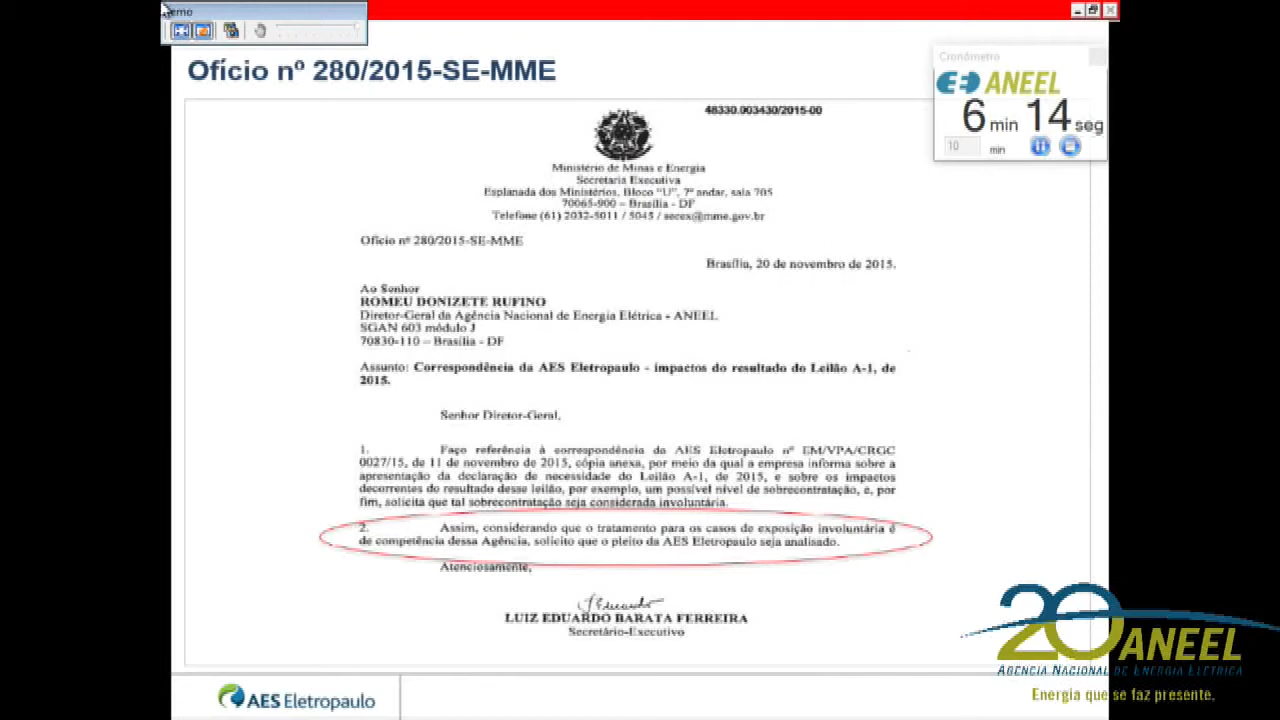 emo
Ofício nº 280/2015-SE-MME
Cronômetro
ANEEL
6 min 14 seg
10 min
48330.003430/2015-00
Ministério de Minas e Energia
Secretaria Executiva
Esplanada dos Ministérios, Bloco "U", 7º andar, sala 705
70065-900 – Brasília - DF
Telefone (61) 2032-5011 / 5045 / secex@mme.gov.br
Ofício nº 280/2015-SE-MME
Brasília, 20 de novembro de 2015.
Ao Senhor
ROMEU DONIZETE RUFINO
Diretor-Geral da Agência Nacional de Energia Elétrica - ANEEL
SGAN 603 módulo J
70830-110 – Brasília - DF
Assunto: Correspondência da AES Eletropaulo - impactos do resultado do Leilão A-1, de
2015.
Senhor Diretor-Geral,
1. Faço referência à correspondência da AES Eletropaulo nº EM/VPA/CRGC
0027/15, de 11 de novembro de 2015, cópia anexa, por meio da qual a empresa informa sobre a
apresentação da declaração de necessidade do Leilão A-1, de 2015, e sobre os impactos
decorrentes do resultado desse leilão, por exemplo, um possível nível de sobrecontratação, e, por
fim, solicita que tal sobrecontratação seja considerada involuntária.
2. Assim, considerando que o tratamento para os casos de exposição involuntária é
de competência dessa Agência, solicito que o pleito da AES Eletropaulo seja analisado.
Atenciosamente,
LUIZ EDUARDO BARATA FERREIRA
Secretário-Executivo
AES Eletropaulo
20 ANEEL
AGÊNCIA NACIONAL DE ENERGIA ELÉTRICA
Energia que se faz presente.